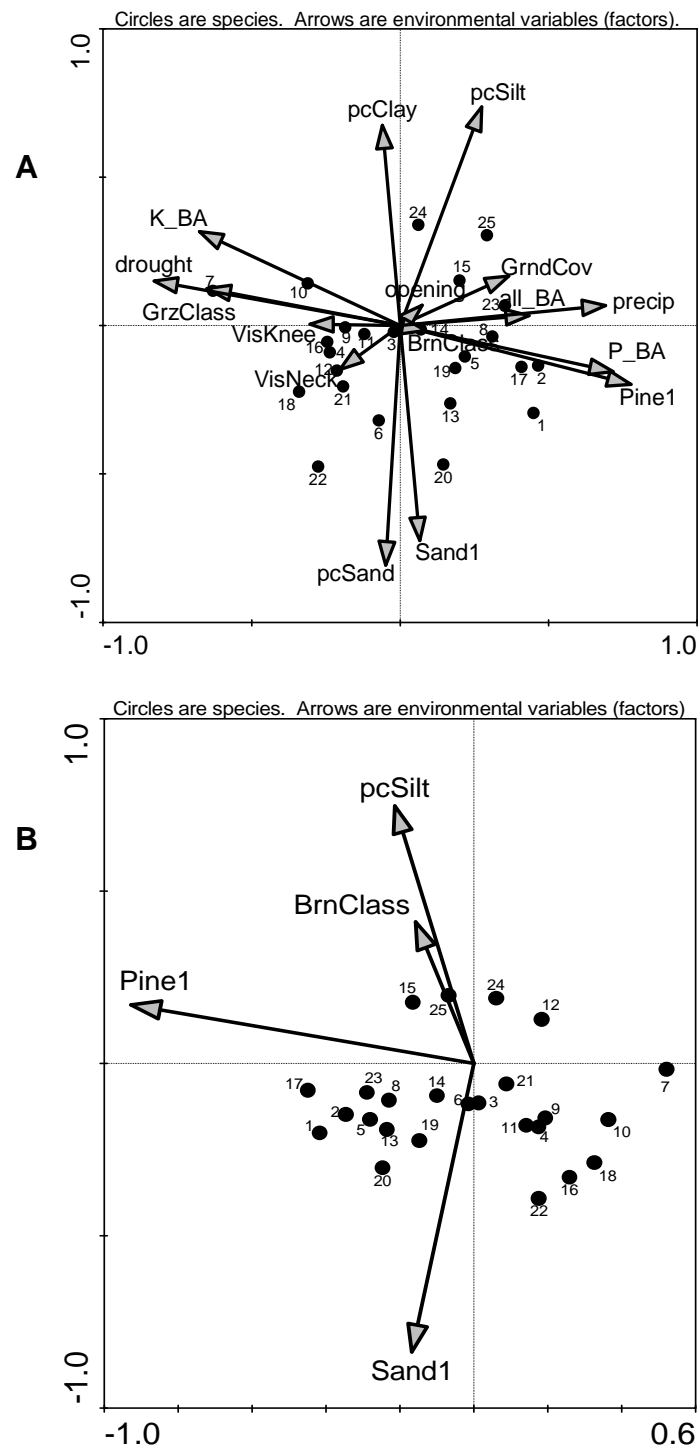 Circles are species. Arrows are environmental variables (factors).
1.0
pcSilt
pcClay
A
24
K_BA
25
GrndCov
drought
15
7
10
opening
all_BA
23
precip
GrzClass
VisKnee
14
8
9
11
3
BrnClass
16
4
P_BA
5
12
19
VisNeck
17
2
Pine1
21
18
13
6
1
20
22
Sand1
pcSand
-1.0
-1.0
1.0
Circles are species. Arrows are environmental variables (factors)
1.0
pcSilt
B
BrnClass
Pine1
15
24
25
12
23
21
17
8
14
7
6
3
2
9
5
11
4
10
1
13
19
20
18
16
22
Sand1
-1.0
-1.0
0.6